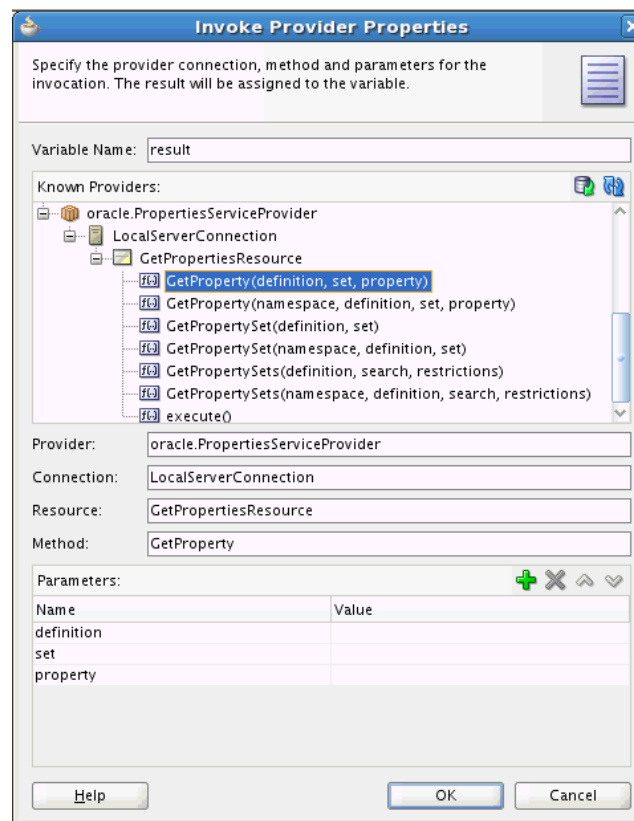 Invoke Provider Properties
Specify the provider connection, method and parameters for the
invocation. The result will be assigned to the variable.
Variable Name: result
Known Providers:
oracle.PropertiesServiceProvider
LocalServerConnection
GetPropertiesResource
f(.) GetProperty(definition, set, property)
f(.) GetProperty(namespace, definition, set, property)
f(.) GetPropertySet(definition, set)
f(.) GetPropertySet(namespace, definition, set)
f(.) GetPropertySets(definition, search, restrictions)
f(.) GetPropertySets(namespace, definition, search, restrictions)
f(.) execute()
Provider: oracle.PropertiesServiceProvider
Connection: LocalServerConnection
Resource: GetPropertiesResource
Method: GetProperty
Parameters:
Name Value
definition
set
property
Help OK Cancel